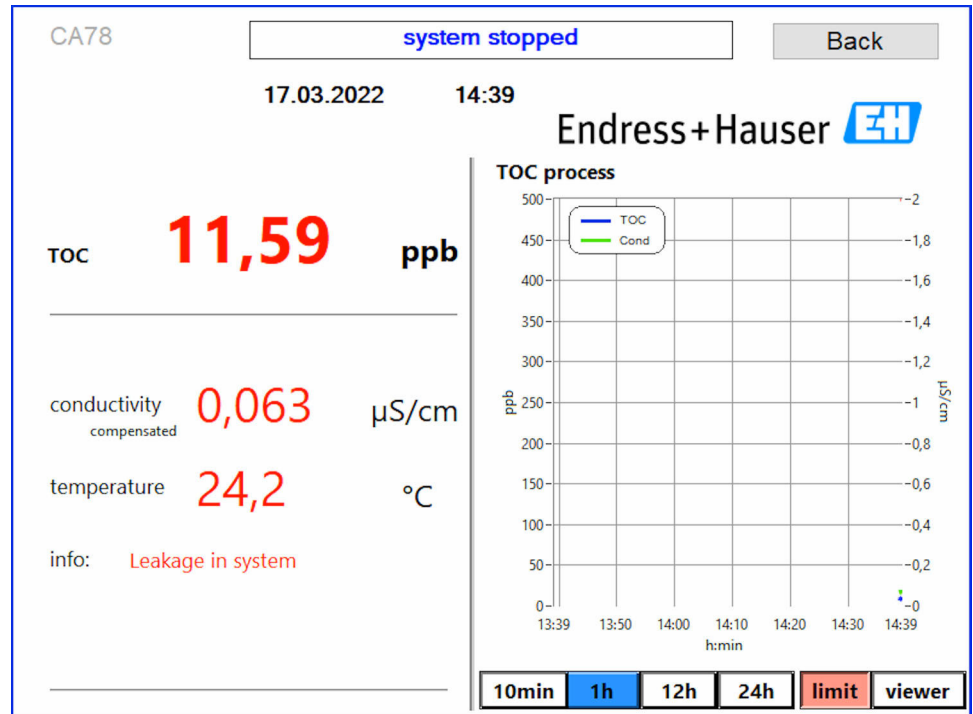 CA78
system stopped
Back
17.03.2022 14:39
Endress+Hauser EH
TOC 11,59 ppb
conductivity compensated 0,063 µS/cm
temperature 24,2 °C
info: Leakage in system
TOC process
TOC
Cond
500
450
400
350
300
250
200
150
100
50
0
ppb
2
1,8
1,6
1,4
1,2
1
0,8
0,6
0,4
0,2
0
µS/cm
13:39 13:50 14:00 14:10 14:20 14:30 14:39
h:min
10min 1h 12h 24h limit viewer